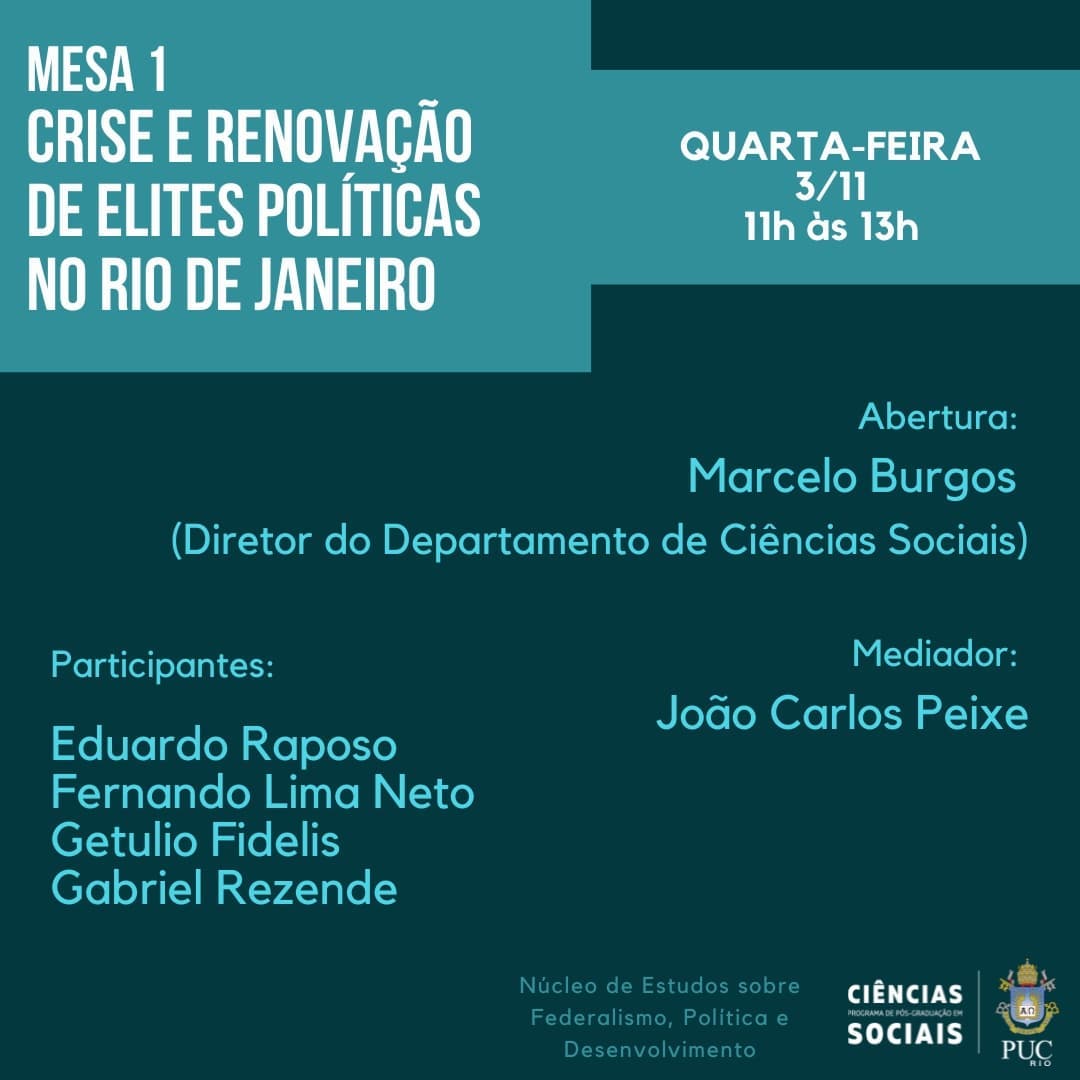 MESA 1
CRISE E RENOVAÇÃO
DE ELITES POLÍTICAS
NO RIO DE JANEIRO
QUARTA-FEIRA
3/11
11h às 13h
Abertura:
Marcelo Burgos
(Diretor do Departamento de Ciências Sociais)
Mediador:
João Carlos Peixe
Participantes:
Eduardo Raposo
Fernando Lima Neto
Getulio Fidelis
Gabriel Rezende
Núcleo de Estudos sobre
Federalismo, Política e
Desenvolvimento
CIÊNCIAS
PROGRAMA DE PÓS-GRADUAÇÃO EM
SOCIAIS
ΑΩ
PUC
RIO